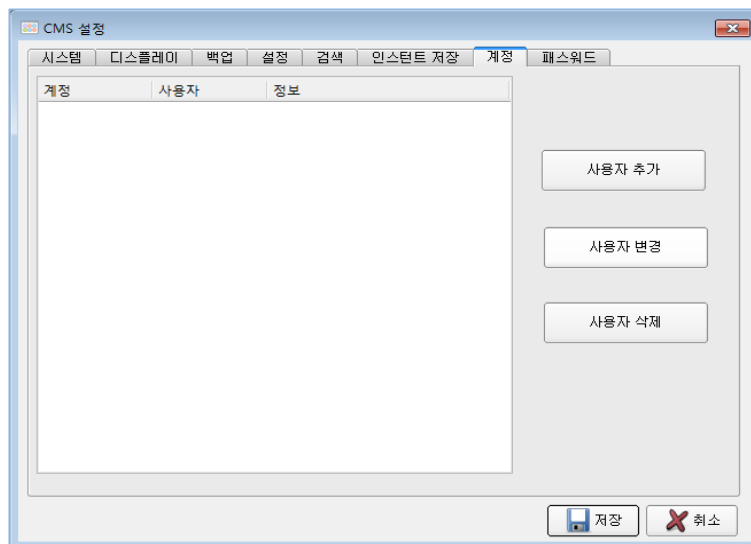 CMS 설정
시스템 디스플레이 백업 설정 검색 인스턴트 저장 계정 패스워드
계정 사용자 정보
사용자 추가
사용자 변경
사용자 삭제
저장 취소